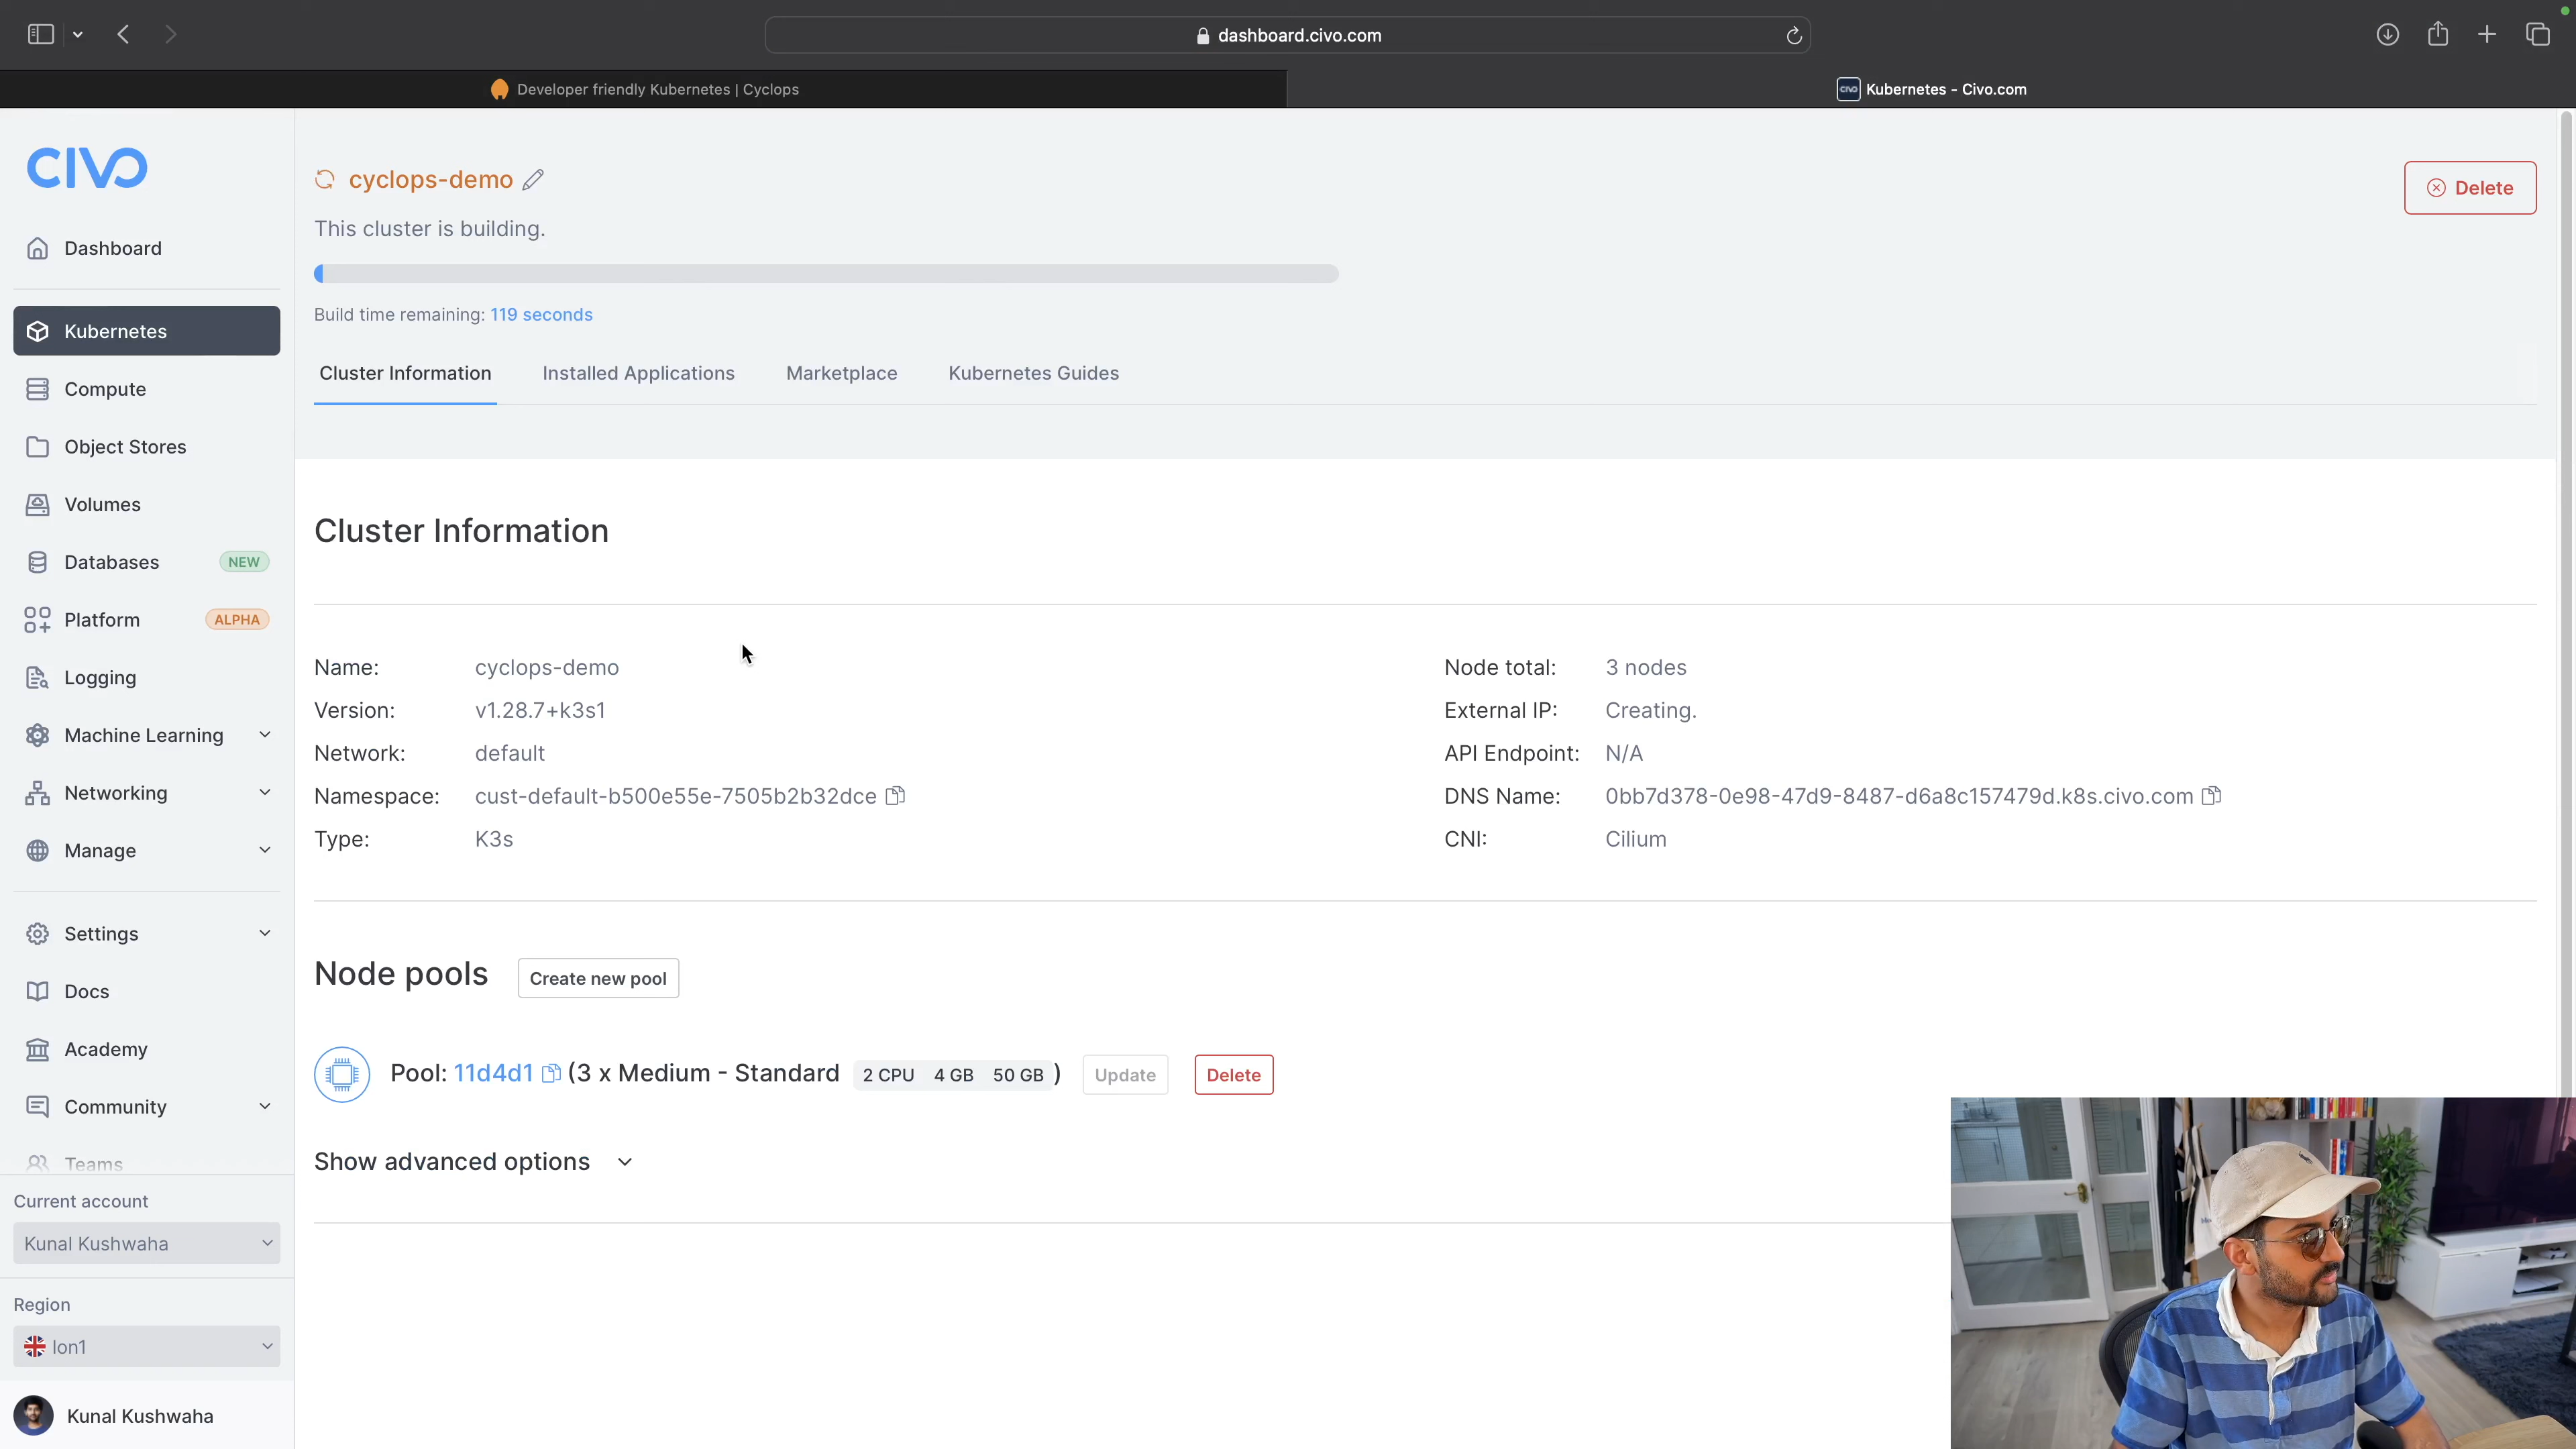 dashboard.civo.com
Developer friendly Kubernetes | Cyclops
CIVO Kubernetes - Civo.com
CIVO
Dashboard
Kubernetes
Compute
Object Stores
Volumes
Databases NEW
Platform ALPHA
Logging
Machine Learning
Networking
Manage
Settings
Docs
Academy
Community
Teams
Current account
Kunal Kushwaha
Region
lon1
Kunal Kushwaha
cyclops-demo
Delete
This cluster is building.
Build time remaining: 119 seconds
Cluster Information Installed Applications Marketplace Kubernetes Guides
Cluster Information
Name: cyclops-demo
Version: v1.28.7+k3s1
Network: default
Namespace: cust-default-b500e55e-7505b2b32dce
Type: K3s
Node total: 3 nodes
External IP: Creating.
API Endpoint: N/A
DNS Name: 0bb7d378-0e98-47d9-8487-d6a8c157479d.k8s.civo.com
CNI: Cilium
Node pools Create new pool
Pool: 11d4d1 (3 x Medium - Standard 2 CPU 4 GB 50 GB ) Update Delete
Show advanced options